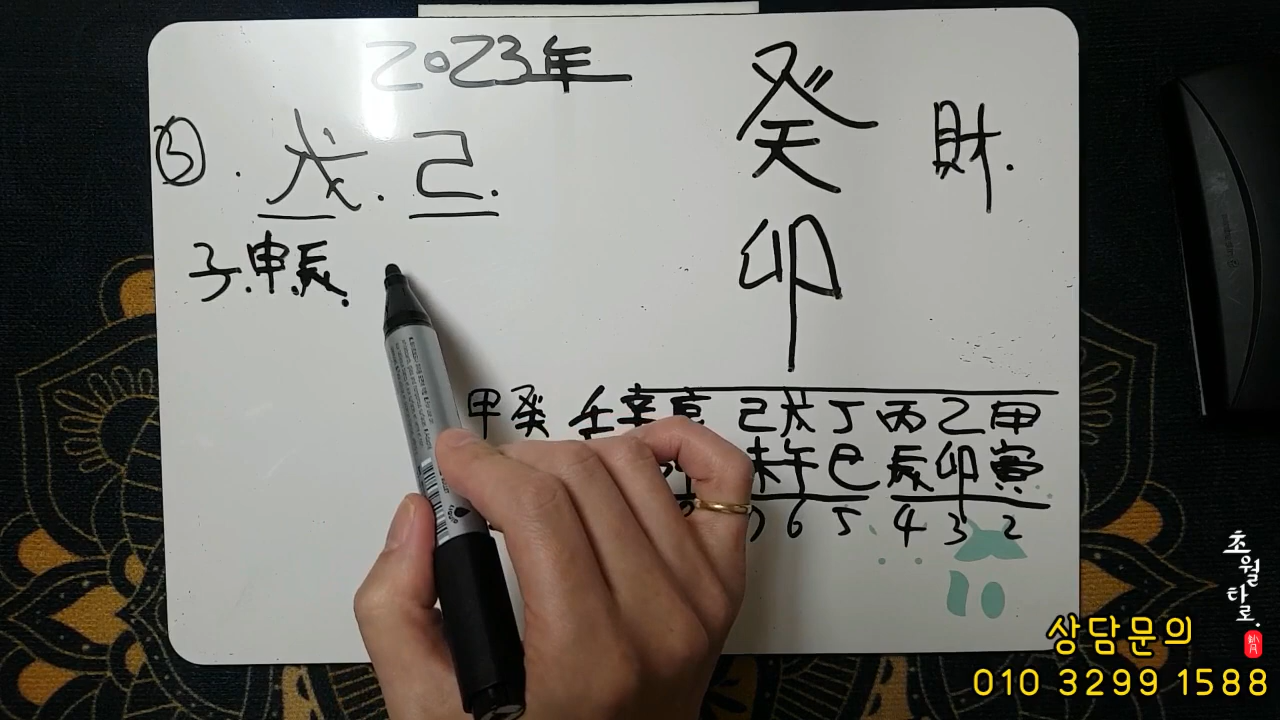 2023年
③. 戊. 己.
子.申.辰.
癸 財.
卯
甲癸 壬辛庚 己戊丁丙乙甲
未午巳辰卯寅
7 6 5 4 3 2
초월타로.
상담문의
010 3299 1588